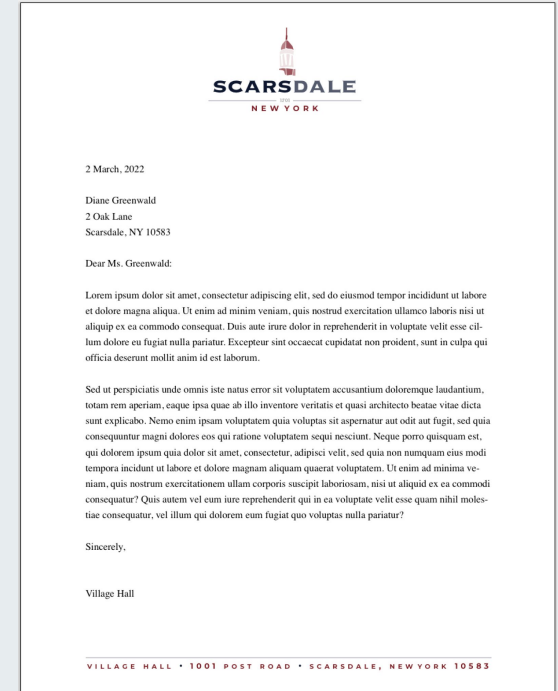 SCARSDALE
NEW YORK
2 March, 2022
Diane Greenwald
2 Oak Lane
Scarsdale, NY 10583
Dear Ms. Greenwald:
Lorem ipsum dolor sit amet, consectetur adipiscing elit, sed do eiusmod tempor incididunt ut labore
et dolore magna aliqua. Ut enim ad minim veniam, quis nostrud exercitation ullamco laboris nisi ut
aliquip ex ea commodo consequat. Duis aute irure dolor in reprehenderit in voluptate velit esse cil-
lum dolore eu fugiat nulla pariatur. Excepteur sint occaecat cupidatat non proident, sunt in culpa qui
officia deserunt mollit anim id est laborum.
Sed ut perspiciatis unde omnis iste natus error sit voluptatem accusantium doloremque laudantium,
totam rem aperiam, eaque ipsa quae ab illo inventore veritatis et quasi architecto beatae vitae dicta
sunt explicabo. Nemo enim ipsam voluptatem quia voluptas sit aspernatur aut odit aut fugit, sed quia
consequuntur magni dolores eos qui ratione voluptatem sequi nesciunt. Neque porro quisquam est,
qui dolorem ipsum quia dolor sit amet, consectetur, adipisci velit, sed quia non numquam eius modi
tempora incidunt ut labore et dolore magnam aliquam quaerat voluptatem. Ut enim ad minima ve-
niam, quis nostrum exercitationem ullam corporis suscipit laboriosam, nisi ut aliquid ex ea commodi
consequatur? Quis autem vel eum iure reprehenderit qui in ea voluptate velit esse quam nihil moles-
tiae consequatur, vel illum qui dolorem eum fugiat quo voluptas nulla pariatur?
Sincerely,
Village Hall
VILLAGE HALL • 1001 POST ROAD • SCARSDALE, NEW YORK 10583